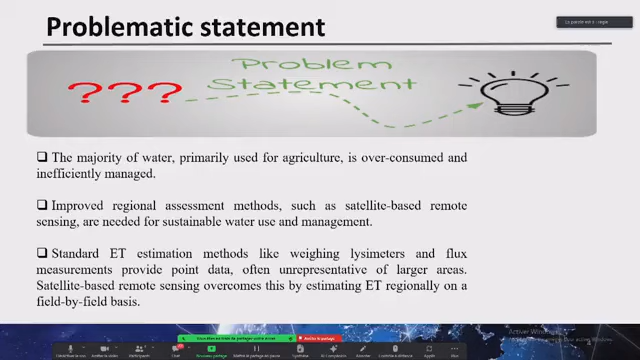 Problematic statement
Problem
Statement
???
❑ The majority of water, primarily used for agriculture, is over-consumed and
inefficiently managed.
❑ Improved regional assessment methods, such as satellite-based remote
sensing, are needed for sustainable water use and management.
❑ Standard ET estimation methods like weighing lysimeters and flux
measurements provide point data, often unrepresentative of larger areas.
Satellite-based remote sensing overcomes this by estimating ET regionally on
a field-by-field basis.
Activer Windows